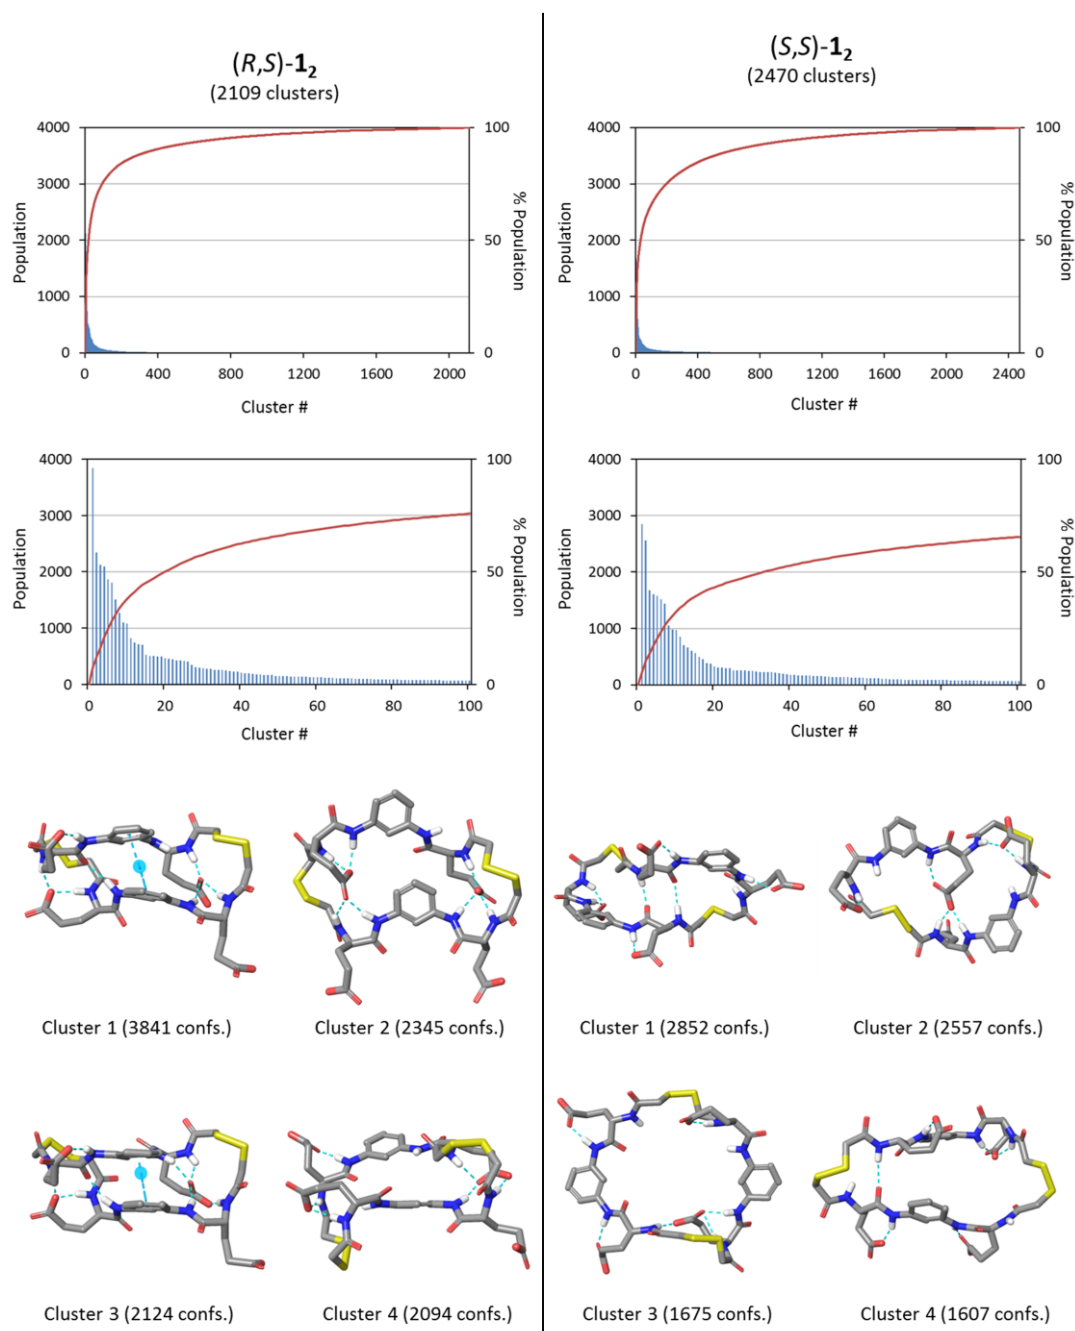 (R,S)-1₂
(2109 clusters)
4000
3000
2000
1000
0
Population
100
50
0
% Population
0
400
800
1200
1600
2000
Cluster #
4000
3000
2000
1000
0
Population
100
50
0
% Population
0
20
40
60
80
100
Cluster #
Cluster 1 (3841 confs.)
Cluster 2 (2345 confs.)
Cluster 3 (2124 confs.)
Cluster 4 (2094 confs.)
(S,S)-1₂
(2470 clusters)
4000
3000
2000
1000
0
Population
100
50
0
% Population
0
400
800
1200
1600
2000
2400
Cluster #
4000
3000
2000
1000
0
Population
100
50
0
% Population
0
20
40
60
80
100
Cluster #
Cluster 1 (2852 confs.)
Cluster 2 (2557 confs.)
Cluster 3 (1675 confs.)
Cluster 4 (1607 confs.)